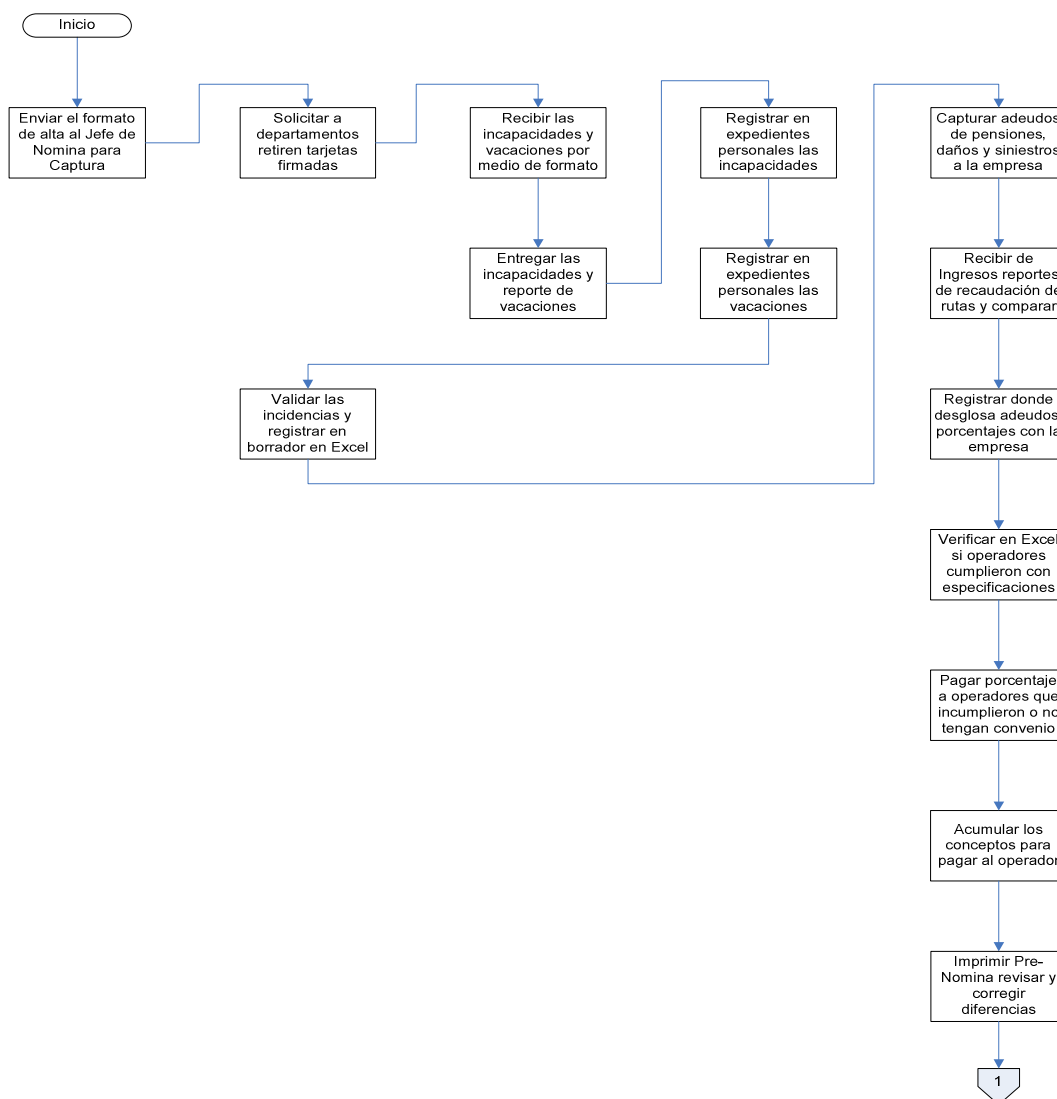 Inicio
Enviar el formato
de alta al Jefe de
Nomina para
Captura
Solicitar a
departamentos
retiren tarjetas
firmadas
Recibir las
incapacidades y
vacaciones por
medio de formato
Entregar las
incapacidades y
reporte de
vacaciones
Registrar en
expedientes
personales las
incapacidades
Registrar en
expedientes
personales las
vacaciones
Validar las
incidencias y
registrar en
borrador en Excel
Capturar adeudos
de pensiones,
daños y siniestros
a la empresa
Recibir de
Ingresos reportes
de recaudación de
rutas y comparar
Registrar donde
desglosa adeudos
porcentajes con la
empresa
Verificar en Excel
si operadores
cumplieron con
especificaciones
Pagar porcentaje
a operadores que
incumplieron o no
tengan convenio
Acumular los
conceptos para
pagar al operador
Imprimir Pre-
Nomina revisar y
corregir
diferencias
1